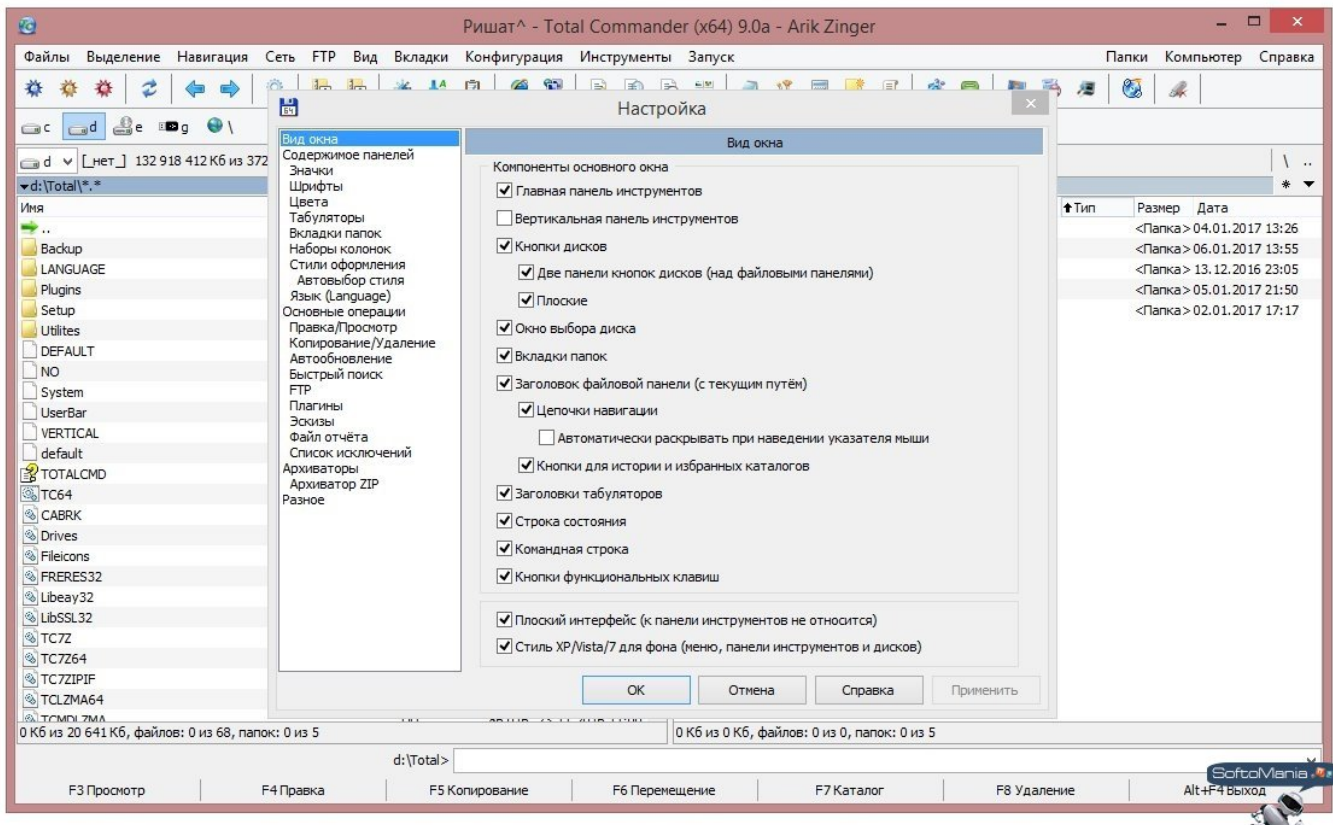 Ришат^ - Total Commander (x64) 9.0a - Arik Zinger
Файлы Выделение Навигация Сеть FTP Вид Вкладки Конфигурация Инструменты Запуск Папки Компьютер Справка
c d e g \
d [_нет_] 132 918 412 Кб из 372 \ ..
d:\Total\*.* * 
Имя
..
Backup
LANGUAGE
Plugins
Setup
Utilites
DEFAULT
NO
System
UserBar
VERTICAL
default
TOTALCMD
TC64
CABRK
Drives
Fileicons
FRERES32
Libeay32
LibSSL32
TC7Z
TC7Z64
TC7ZIPIF
TCLZMA64
TCMDLZMA
Настройка
64
Вид окна
Содержимое панелей
Значки
Шрифты
Цвета
Табуляторы
Вкладки папок
Наборы колонок
Стили оформления
Автовыбор стиля
Язык (Language)
Основные операции
Правка/Просмотр
Копирование/Удаление
Автообновление
Быстрый поиск
FTP
Плагины
Эскизы
Файл отчёта
Список исключений
Архиваторы
Архиватор ZIP
Разное
Вид окна
Компоненты основного окна
Главная панель инструментов
Вертикальная панель инструментов
Кнопки дисков
Две панели кнопок дисков (над файловыми панелями)
Плоские
Окно выбора диска
Вкладки папок
Заголовок файловой панели (с текущим путём)
Цепочки навигации
Автоматически раскрывать при наведении указателя мыши
Кнопки для истории и избранных каталогов
Заголовки табуляторов
Строка состояния
Командная строка
Кнопки функциональных клавиш
Плоский интерфейс (к панели инструментов не относится)
Стиль XP/Vista/7 для фона (меню, панели инструментов и дисков)
OK Отмена Справка Применить
Тип Размер Дата
<Папка> 04.01.2017 13:26
<Папка> 06.01.2017 13:55
<Папка> 13.12.2016 23:05
<Папка> 05.01.2017 21:50
<Папка> 02.01.2017 17:17
0 Кб из 20 641 Кб, файлов: 0 из 68, папок: 0 из 5
0 Кб из 0 Кб, файлов: 0 из 0, папок: 0 из 5
d:\Total>
F3 Просмотр F4 Правка F5 Копирование F6 Перемещение F7 Каталог F8 Удаление Alt+F4 Выход
SoftoMania